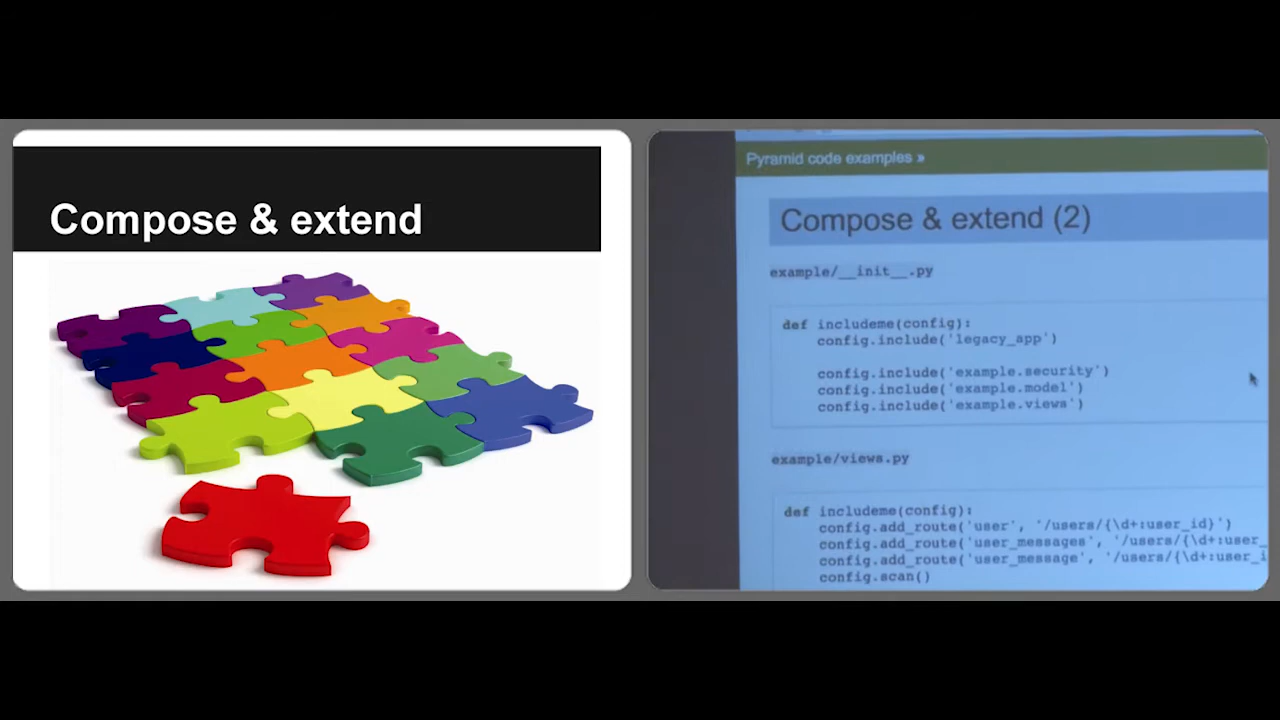 Compose & extend
Pyramid code examples »
Compose & extend (2)
example/__init__.py
def includeme(config):
config.include('legacy_app')
config.include('example.security')
config.include('example.model')
config.include('example.views')
example/views.py
def includeme(config):
config.add_route('user', '/users/{\d+:user_id}')
config.add_route('user_messages', '/users/{\d+:user_
config.add_route('user_message', '/users/{\d+:user_i
config.scan()